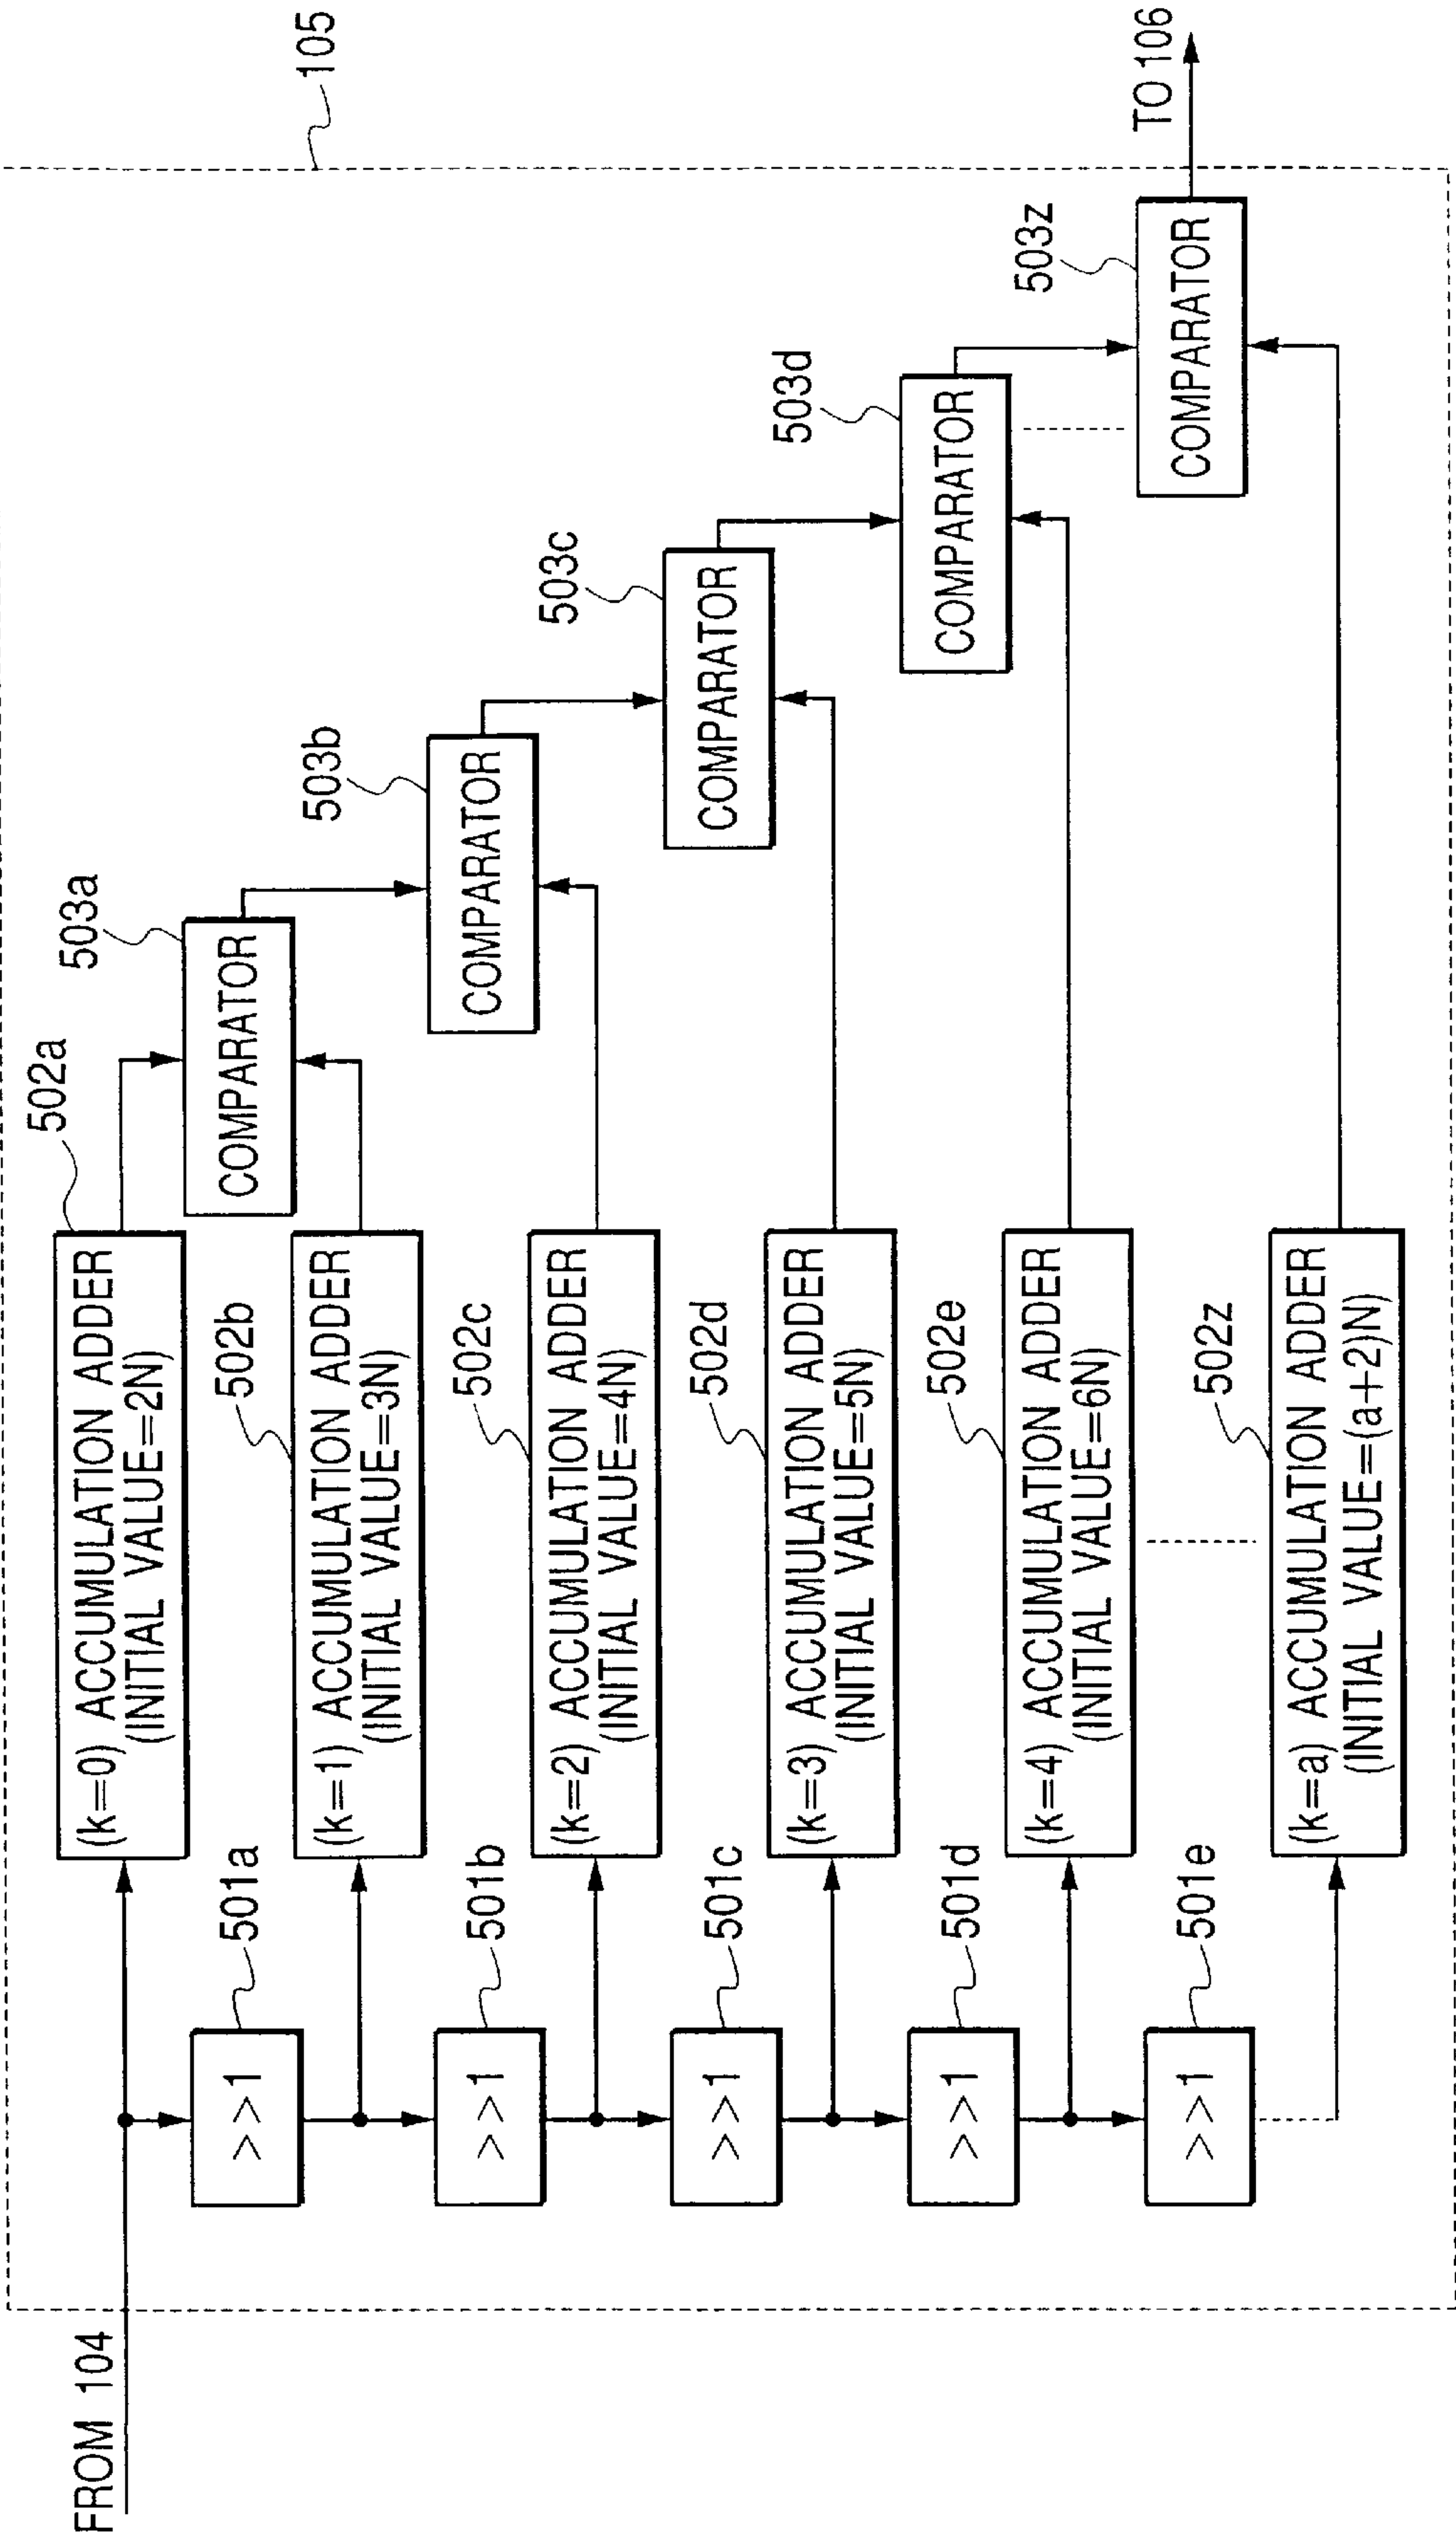 FROM 104
105
>>1
501a
>>1
501b
>>1
501c
>>1
501d
>>1
501e
(k=0) ACCUMULATION ADDER
(INITIAL VALUE=2N)
502a
(k=1) ACCUMULATION ADDER
(INITIAL VALUE=3N)
502b
(k=2) ACCUMULATION ADDER
(INITIAL VALUE=4N)
502c
(k=3) ACCUMULATION ADDER
(INITIAL VALUE=5N)
502d
(k=4) ACCUMULATION ADDER
(INITIAL VALUE=6N)
502e
(k=a) ACCUMULATION ADDER
(INITIAL VALUE=(a+2)N)
502z
COMPARATOR
503a
COMPARATOR
503b
COMPARATOR
503c
COMPARATOR
503d
COMPARATOR
503z
TO 106